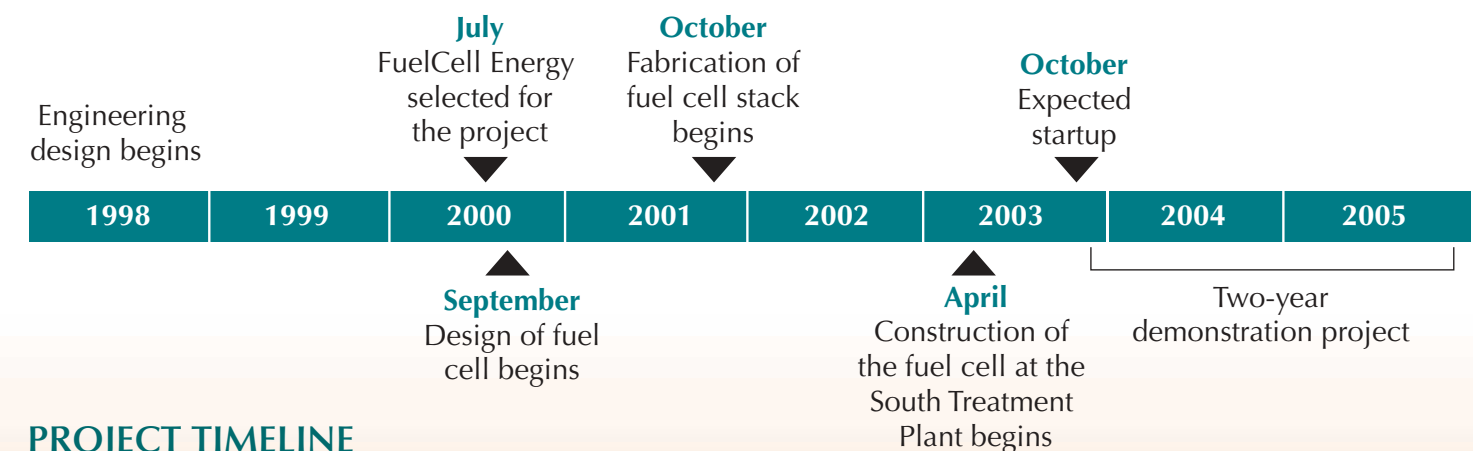 July
FuelCell Energy
selected for
the project
October
Fabrication of
fuel cell stack
begins
October
Expected
startup
Engineering
design begins
1998 1999 2000 2001 2002 2003 2004 2005
September
Design of fuel
cell begins
April
Construction of
the fuel cell at the
South Treatment
Plant begins
Two-year
demonstration project
PROJECT TIMELINE